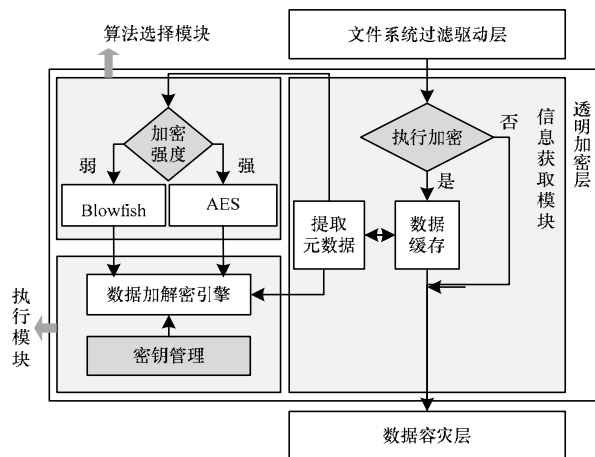 算法选择模块
文件系统过滤驱动层
透明加密层
信息获取模块
加密
强度
执行加密
否
弱
强
是
Blowfish
AES
提取
元数据
数据
缓存
执行模块
数据加解密引擎
密钥管理
数据容灾层